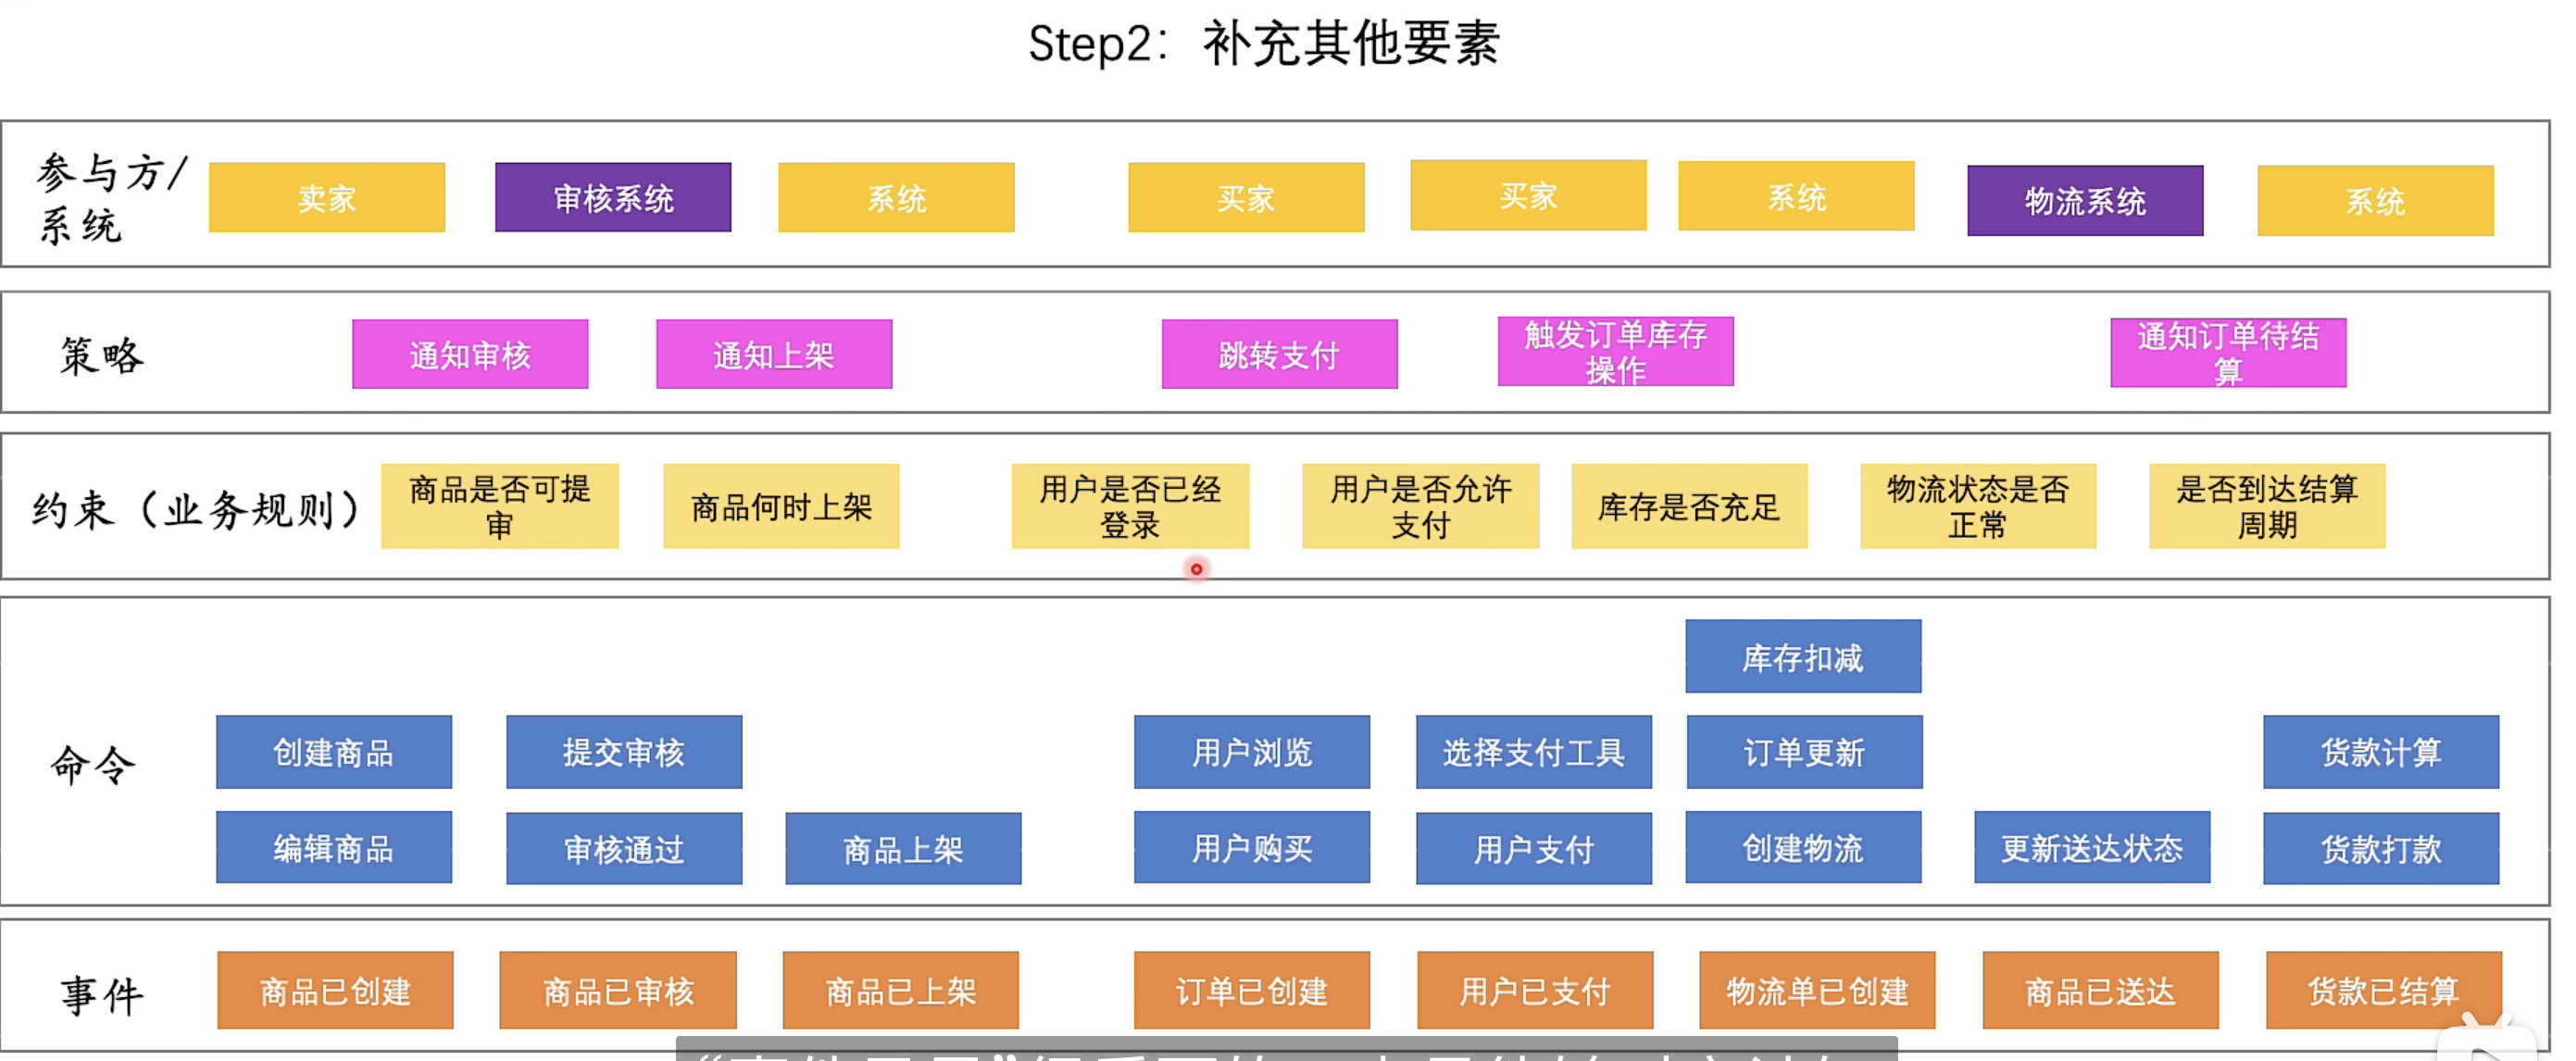 Step2：补充其他要素
参与方/
系统
卖家
审核系统
系统
买家
买家
系统
物流系统
系统
策略
通知审核
通知上架
跳转支付
触发订单库存
操作
通知订单待结
算
约束（业务规则）
商品是否可提
审
商品何时上架
用户是否已经
登录
用户是否允许
支付
库存是否充足
物流状态是否
正常
是否到达结算
周期
命令
库存扣减
创建商品
提交审核
用户浏览
选择支付工具
订单更新
货款计算
编辑商品
审核通过
商品上架
用户购买
用户支付
创建物流
更新送达状态
货款打款
事件
商品已创建
商品已审核
商品已上架
订单已创建
用户已支付
物流单已创建
商品已送达
货款已结算